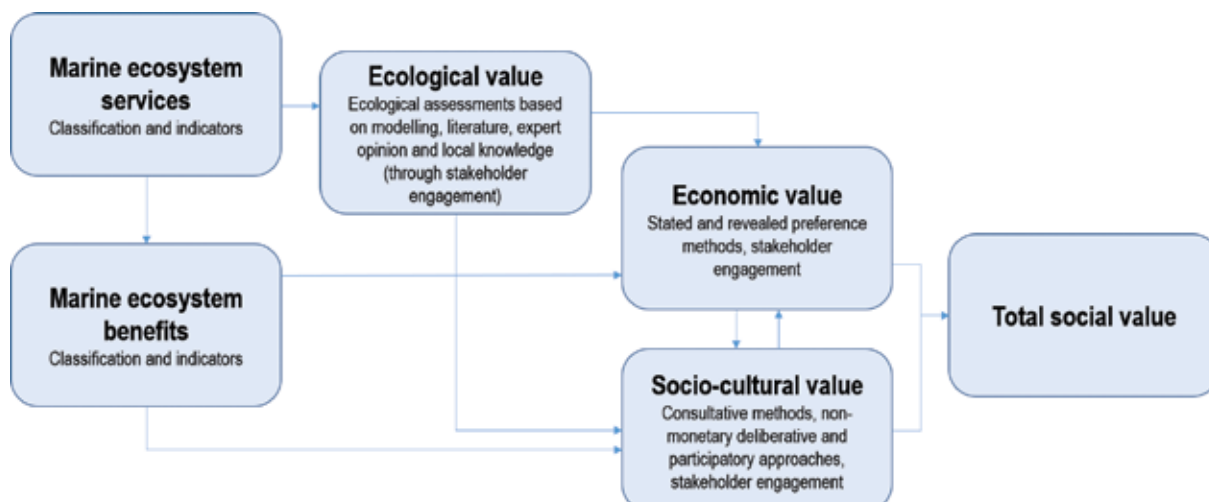 Marine ecosystem
services
Classification and indicators
Ecological value
Ecological assessments based
on modelling, literature, expert
opinion and local knowledge
(through stakeholder
engagement)
Marine ecosystem
benefits
Classification and indicators
Economic value
Stated and revealed preference
methods, stakeholder
engagement
Socio-cultural value
Consultative methods, non-
monetary deliberative and
participatory approaches,
stakeholder engagement
Total social value